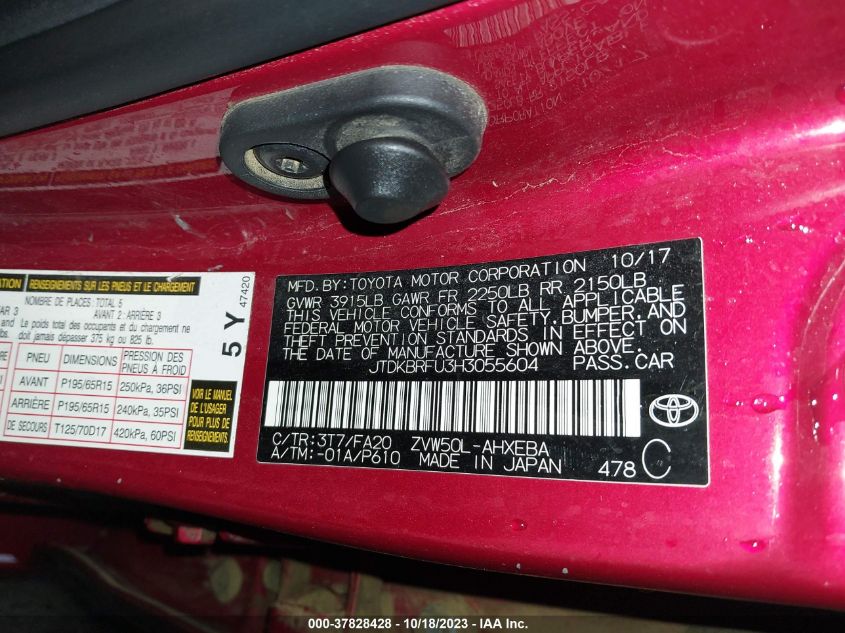 ATION RENSEIGNEMENTS SUR LES PNEUS ET LE CHARGEMENT
NOMBRE DE PLACES: TOTAL 5
AR 3 AVANT 2: ARRIÈRE 3
s and Le poids total des occupants et du chargement ne
lbs. doit jamais dépasser 375 kg ou 825 lb.
PNEU DIMENSIONS PRESSION DES PNEUS À FROID
AVANT P195/65R15 250kPa, 36PSI
ARRIÈRE P195/65R15 240kPa, 35PSI
DE SECOURS T125/70D17 420kPa, 60PSI
VOIR LE MANUEL
DE L'USAGER
POUR PLUS DE
RENSEIGNEMENTS.
5 Y 47420
MFD. BY: TOYOTA MOTOR CORPORATION 10/17
GVWR 3915LB GAWR FR 2250LB RR 2150LB
THIS VEHICLE CONFORMS TO ALL APPLICABLE
FEDERAL MOTOR VEHICLE SAFETY, BUMPER, AND
THEFT PREVENTION STANDARDS IN EFFECT ON
THE DATE OF MANUFACTURE SHOWN ABOVE.
JTDKBRFU3H3055604 PASS. CAR
C/TR: 3T7/FA20 ZVW50L-AHXEBA
A/TM: -01A/P610 MADE IN JAPAN 478 C
000-37828428 - 10/18/2023 - IAA, Inc.